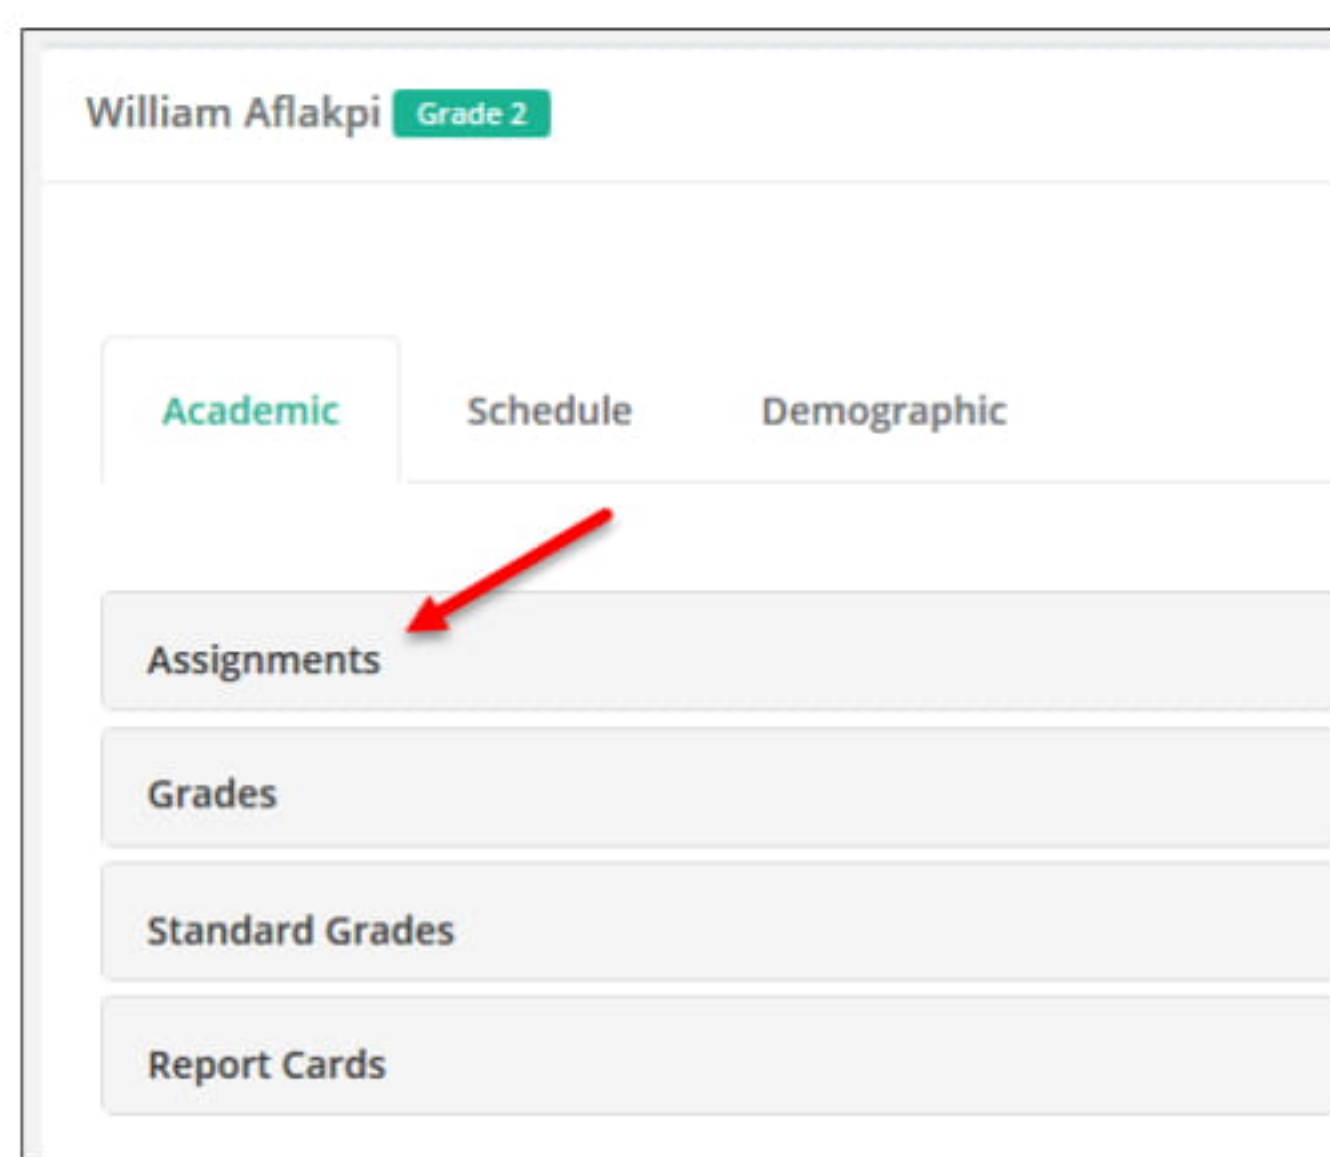 William Aflakpi Grade 2
Academic Schedule Demographic
Assignments
Grades
Standard Grades
Report Cards